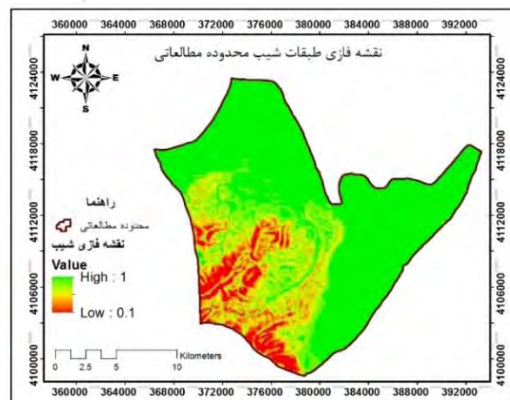 360000 364000 368000 372000 376000 380000 384000 388000 392000
نقشه فازی طبقات شیب محدوده مطالعاتی
N
W E
S
4124000 4124000
4118000 4118000
4112000 4112000
4106000 4106000
4100000 4100000
راهنما
محدوده مطالعاتی
نقشه فازی شیب
Value
High : 1
Low : 0.1
Kilometers
0 2.5 5 10
360000 364000 368000 372000 376000 380000 384000 388000 392000